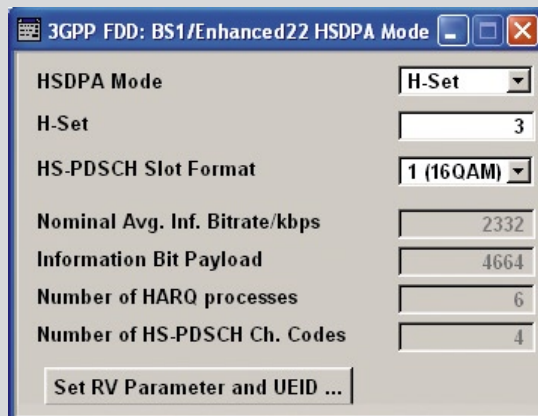 3GPP FDD: BS1/Enhanced22 HSDPA Mode
HSDPA Mode H-Set
H-Set 3
HS-PDSCH Slot Format 1 (16QAM)
Nominal Avg. Inf. Bitrate/kbps 2332
Information Bit Payload 4664
Number of HARQ processes 6
Number of HS-PDSCH Ch. Codes 4
Set RV Parameter and UEID ...